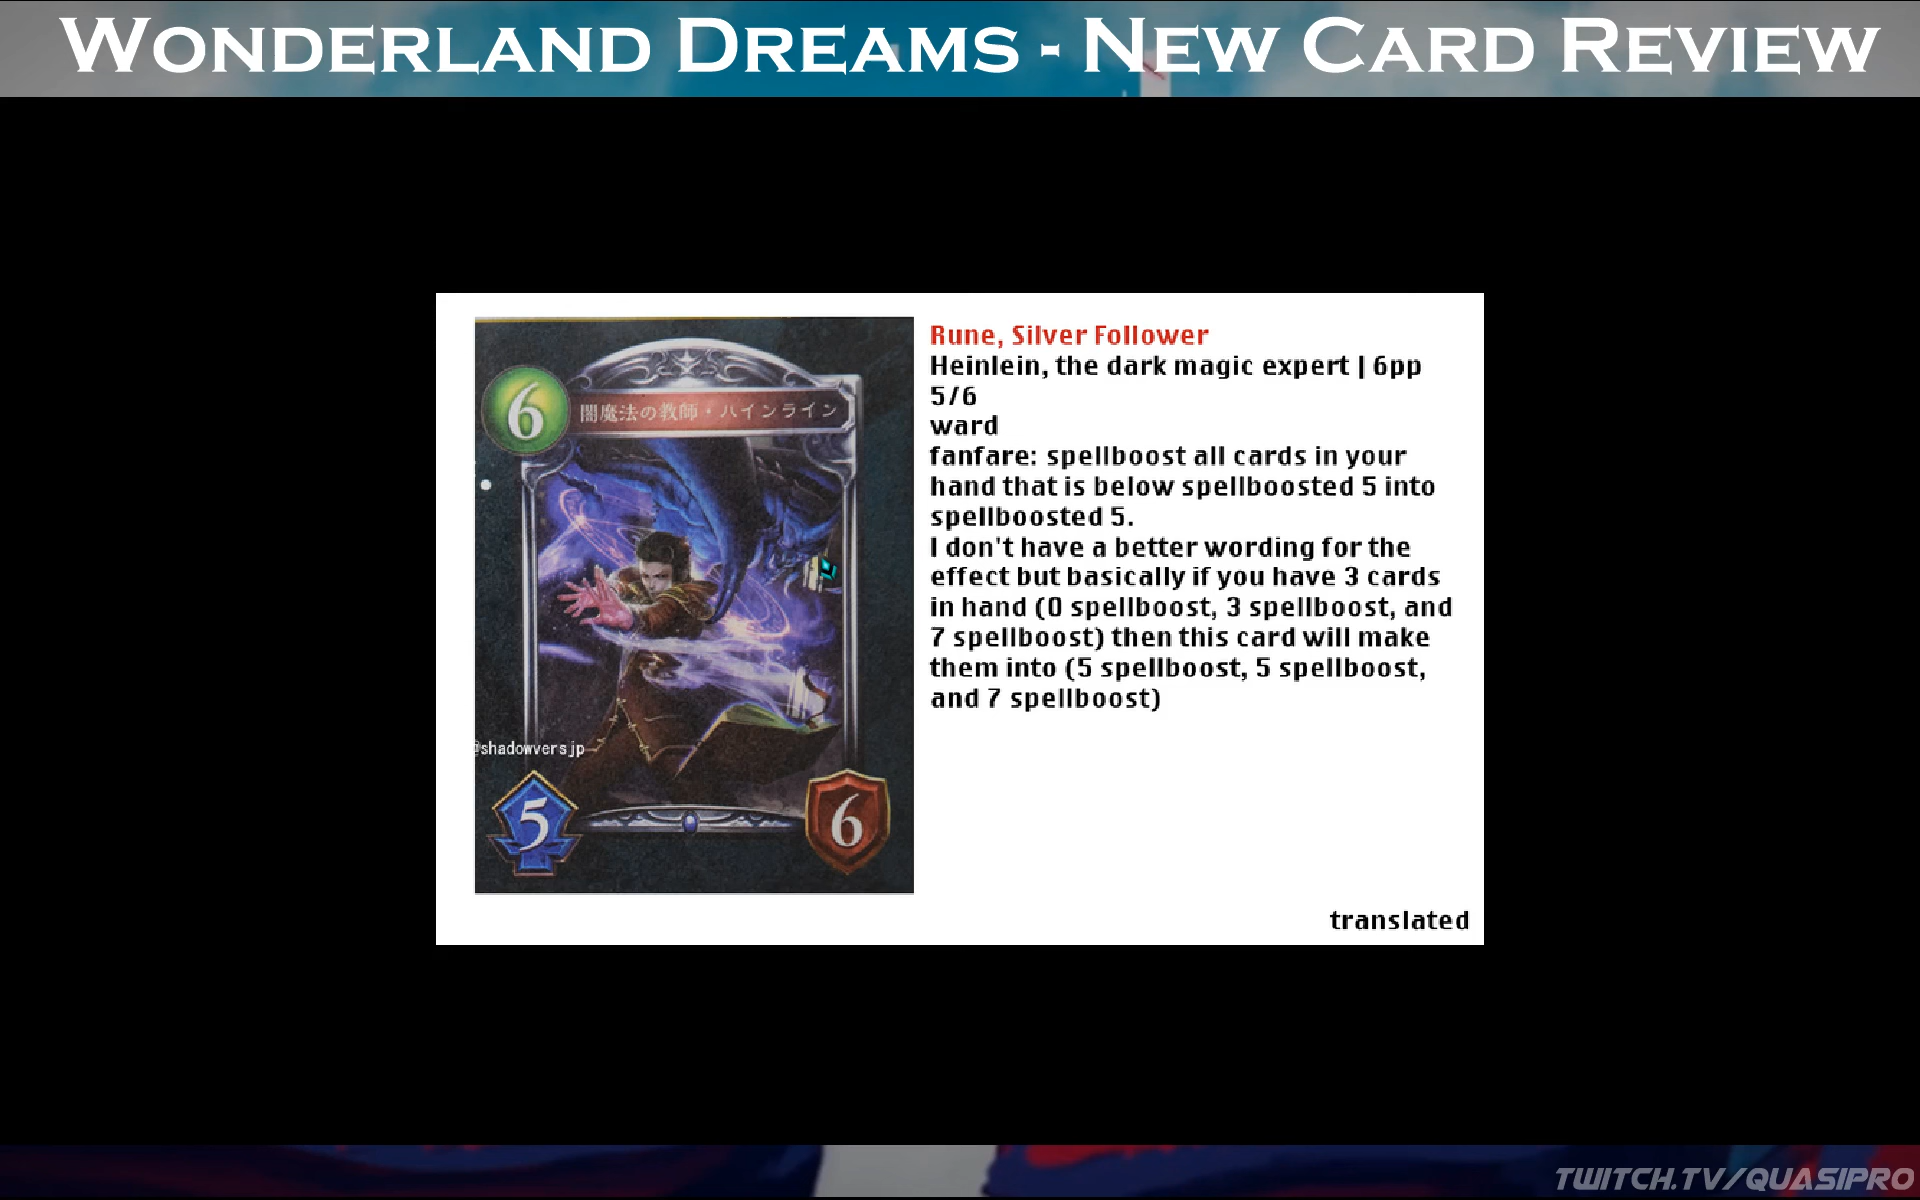 WONDERLAND DREAMS - NEW CARD REVIEW
6
闇魔法の教師・ハインライン
@shadowversjp
5
6
Rune, Silver Follower
Heinlein, the dark magic expert | 6pp
5/6
ward
fanfare: spellboost all cards in your
hand that is below spellboosted 5 into
spellboosted 5.
I don't have a better wording for the
effect but basically if you have 3 cards
in hand (0 spellboost, 3 spellboost, and
7 spellboost) then this card will make
them into (5 spellboost, 5 spellboost,
and 7 spellboost)
translated
TWITCH.TV/QUASIPRO